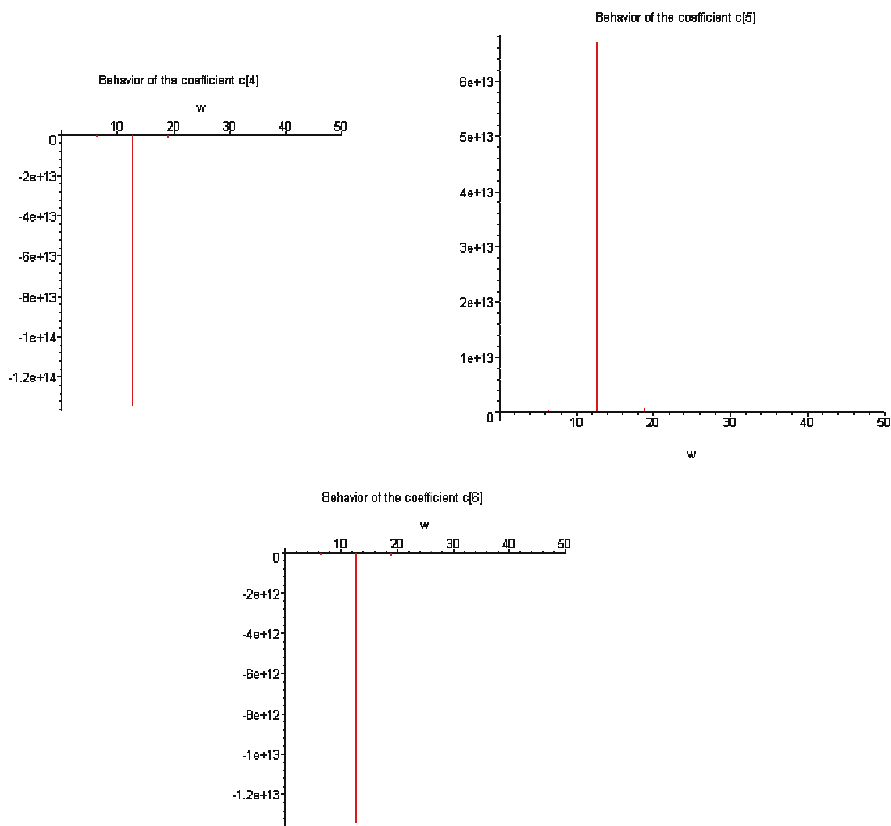 Behavior of the coefficient c[4]
w
10 20 30 40 50
0
-2e+13
-4e+13
-6e+13
-8e+13
-1e+14
-1.2e+14
Behavior of the coefficient c[5]
6e+13
5e+13
4e+13
3e+13
2e+13
1e+13
0
10 20 30 40 50
w
Behavior of the coefficient c[6]
w
10 20 30 40 50
0
-2e+12
-4e+12
-6e+12
-8e+12
-1e+13
-1.2e+13